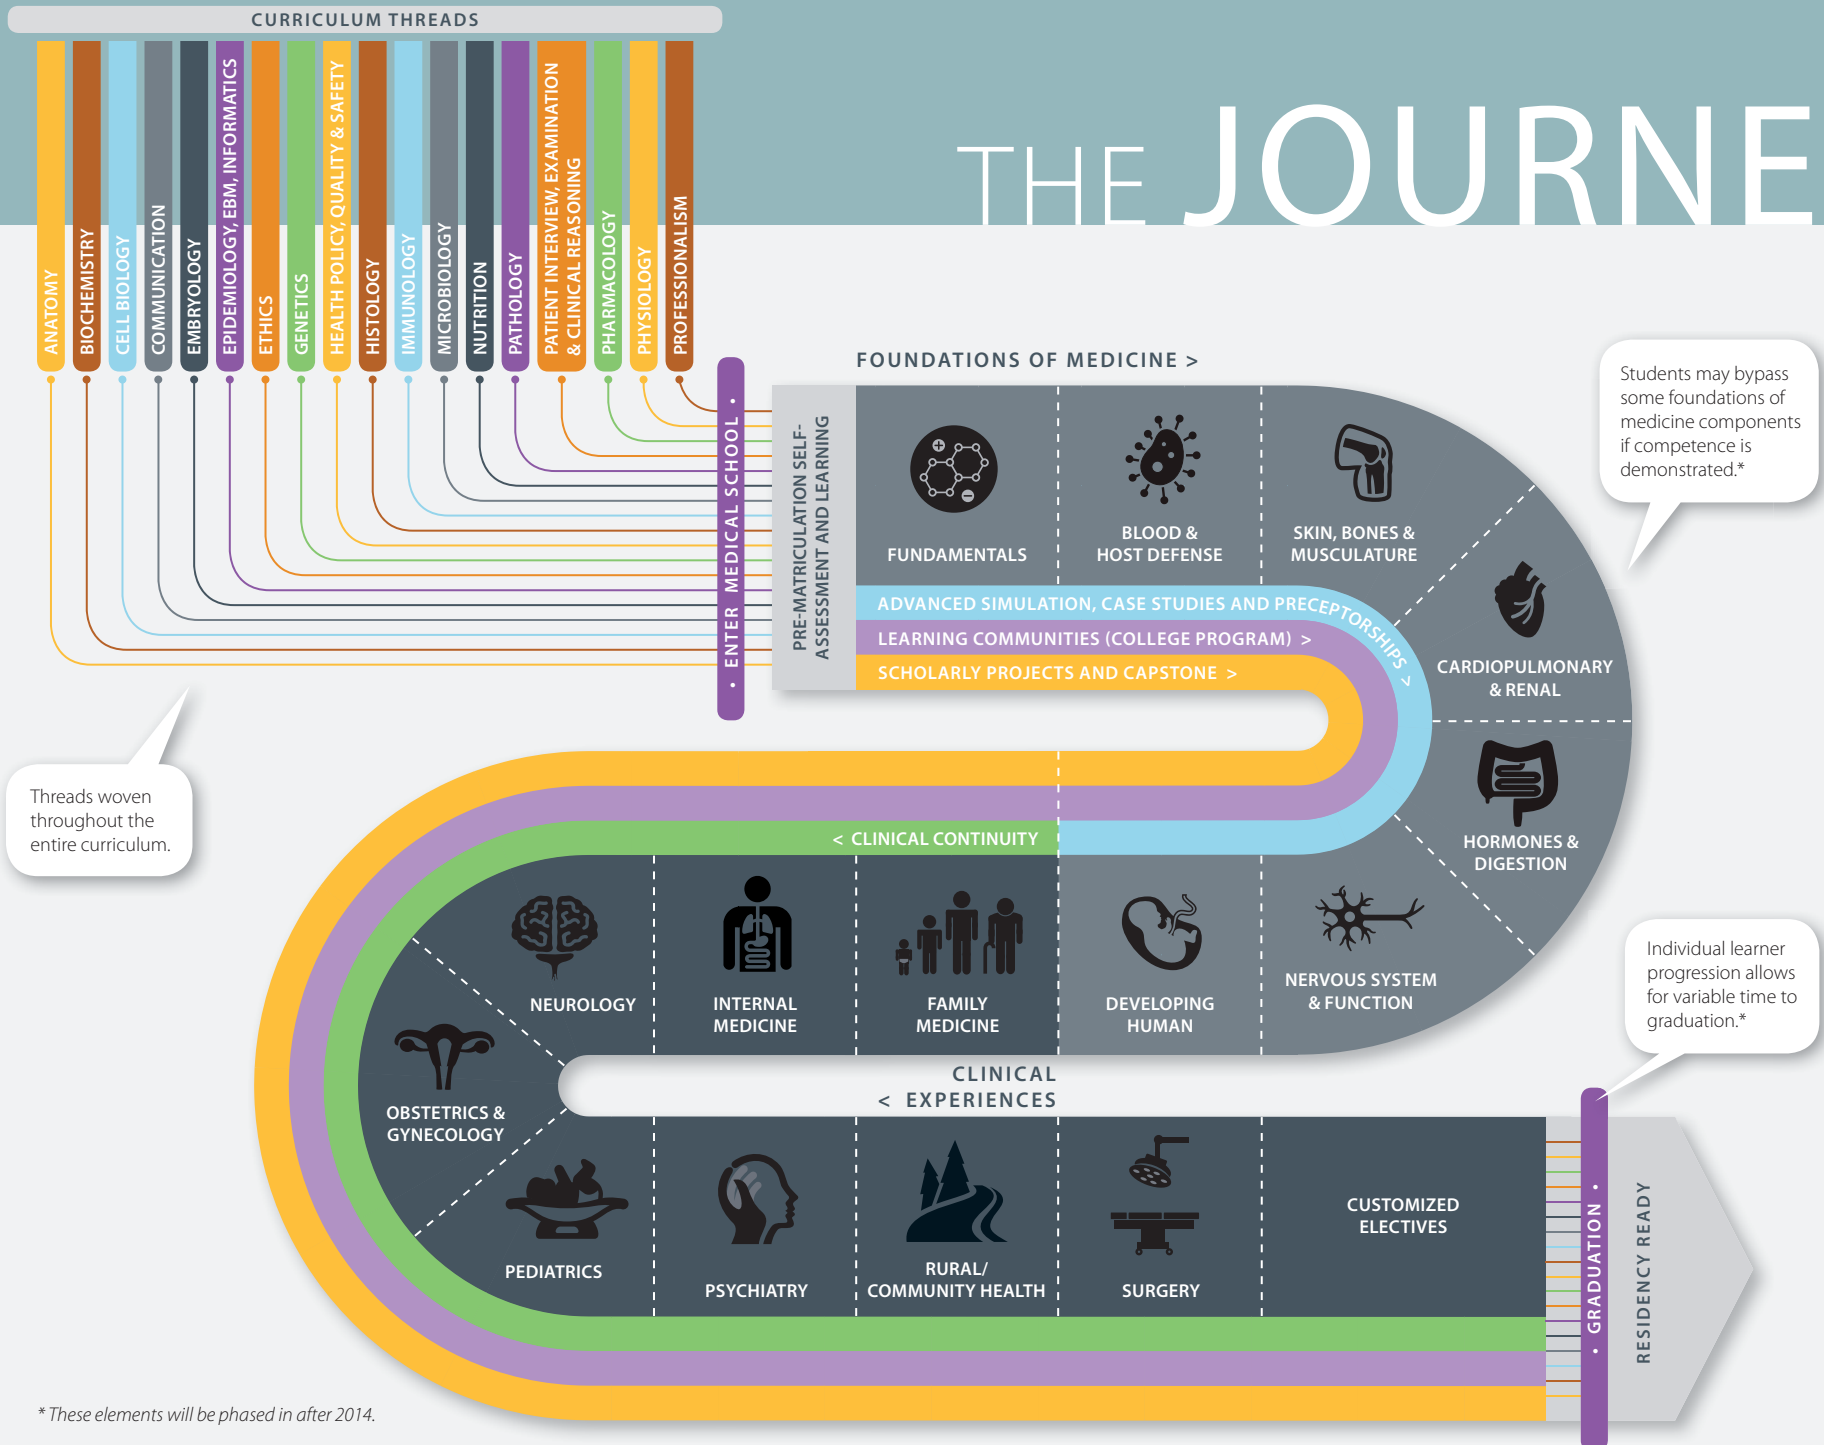 CURRICULUM THREADS
THE JOURNE
ANATOMY
BIOCHEMISTRY
CELL BIOLOGY
COMMUNICATION
EMBRYOLOGY
EPIDEMIOLOGY, EBM, INFORMATICS
ETHICS
GENETICS
HEALTH POLICY, QUALITY & SAFETY
HISTOLOGY
IMMUNOLOGY
MICROBIOLOGY
NUTRITION
PATHOLOGY
PATIENT INTERVIEW, EXAMINATION
& CLINICAL REASONING
PHARMACOLOGY
PHYSIOLOGY
PROFESSIONALISM
• ENTER MEDICAL SCHOOL •
PRE-MATRICULATION SELF-
ASSESSMENT AND LEARNING
FOUNDATIONS OF MEDICINE >
Students may bypass
some foundations of
medicine components
if competence is
demonstrated.*
FUNDAMENTALS
BLOOD &
HOST DEFENSE
SKIN, BONES &
MUSCULATURE
ADVANCED SIMULATION, CASE STUDIES AND PRECEPTORSHIPS >
LEARNING COMMUNITIES (COLLEGE PROGRAM) >
SCHOLARLY PROJECTS AND CAPSTONE >
CARDIOPULMONARY
& RENAL
HORMONES &
DIGESTION
Threads woven
throughout the
entire curriculum.
< CLINICAL CONTINUITY
NERVOUS SYSTEM
& FUNCTION
DEVELOPING
HUMAN
FAMILY
MEDICINE
INTERNAL
MEDICINE
NEUROLOGY
Individual learner
progression allows
for variable time to
graduation.*
CLINICAL
< EXPERIENCES
OBSTETRICS &
GYNECOLOGY
PEDIATRICS
PSYCHIATRY
RURAL/
COMMUNITY HEALTH
SURGERY
CUSTOMIZED
ELECTIVES
• GRADUATION •
RESIDENCY READY
* These elements will be phased in after 2014.